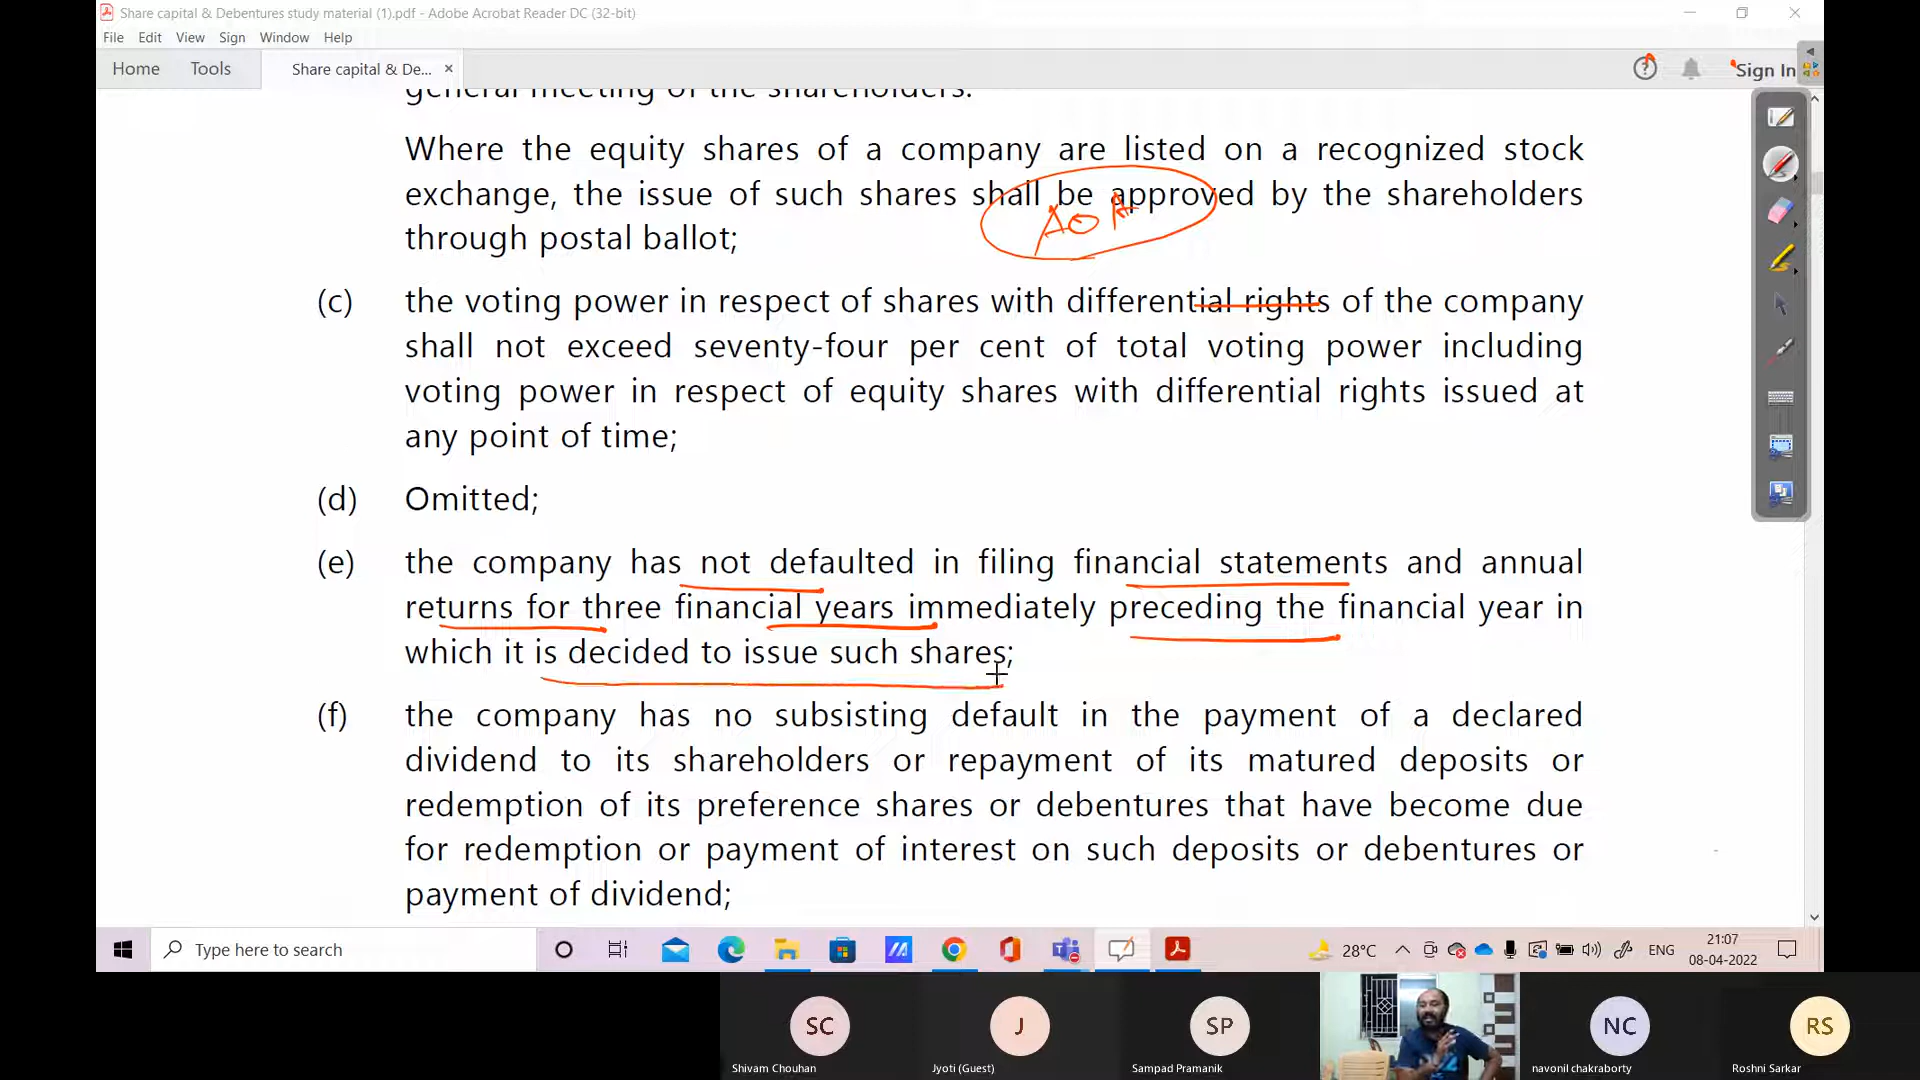 Share capital & Debentures study material (1).pdf - Adobe Acrobat Reader DC (32-bit)
File Edit View Sign Window Help
Home Tools Share capital & De... × Sign In
general meeting of the shareholders.
Where the equity shares of a company are listed on a recognized stock
exchange, the issue of such shares shall be approved by the shareholders
AOA
through postal ballot;
(c) the voting power in respect of shares with differential rights of the company
shall not exceed seventy-four per cent of total voting power including
voting power in respect of equity shares with differential rights issued at
any point of time;
(d) Omitted;
(e) the company has not defaulted in filing financial statements and annual
returns for three financial years immediately preceding the financial year in
which it is decided to issue such shares;
(f) the company has no subsisting default in the payment of a declared
dividend to its shareholders or repayment of its matured deposits or
redemption of its preference shares or debentures that have become due
for redemption or payment of interest on such deposits or debentures or
payment of dividend;
Type here to search 28°C ENG 21:07
08-04-2022
SC J SP NC RS
Shivam Chouhan Jyoti (Guest) Sampad Pramanik navonil chakraborty Roshni Sarkar